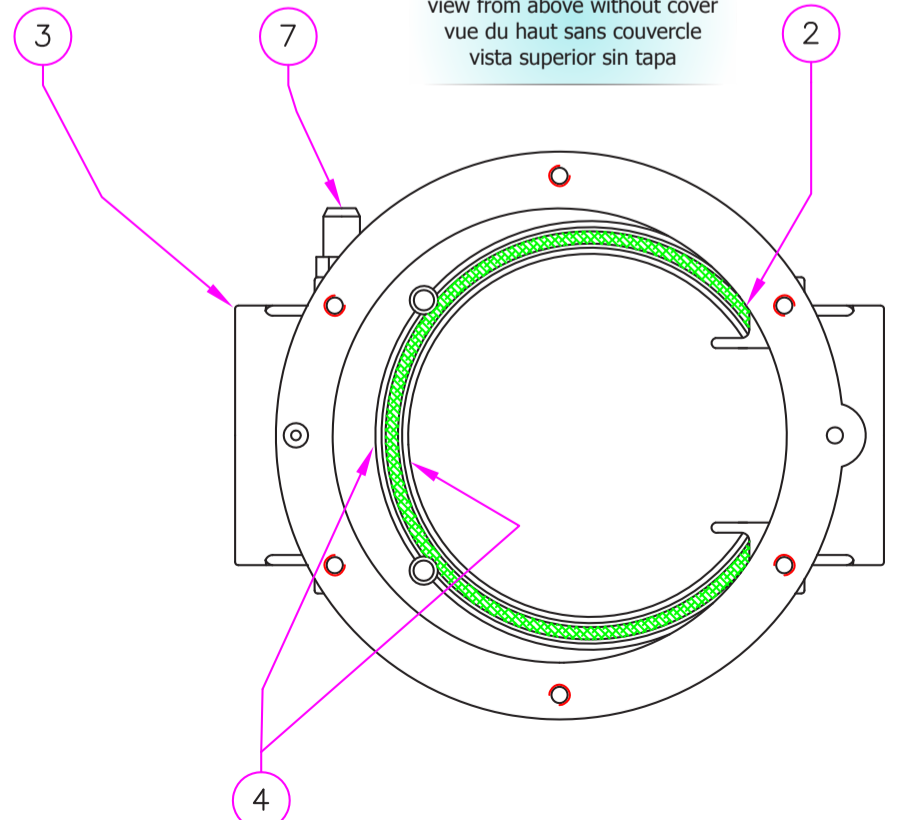 view from above without cover
vue du haut sans couvercle
vista superior sin tapa
3
7
2
4